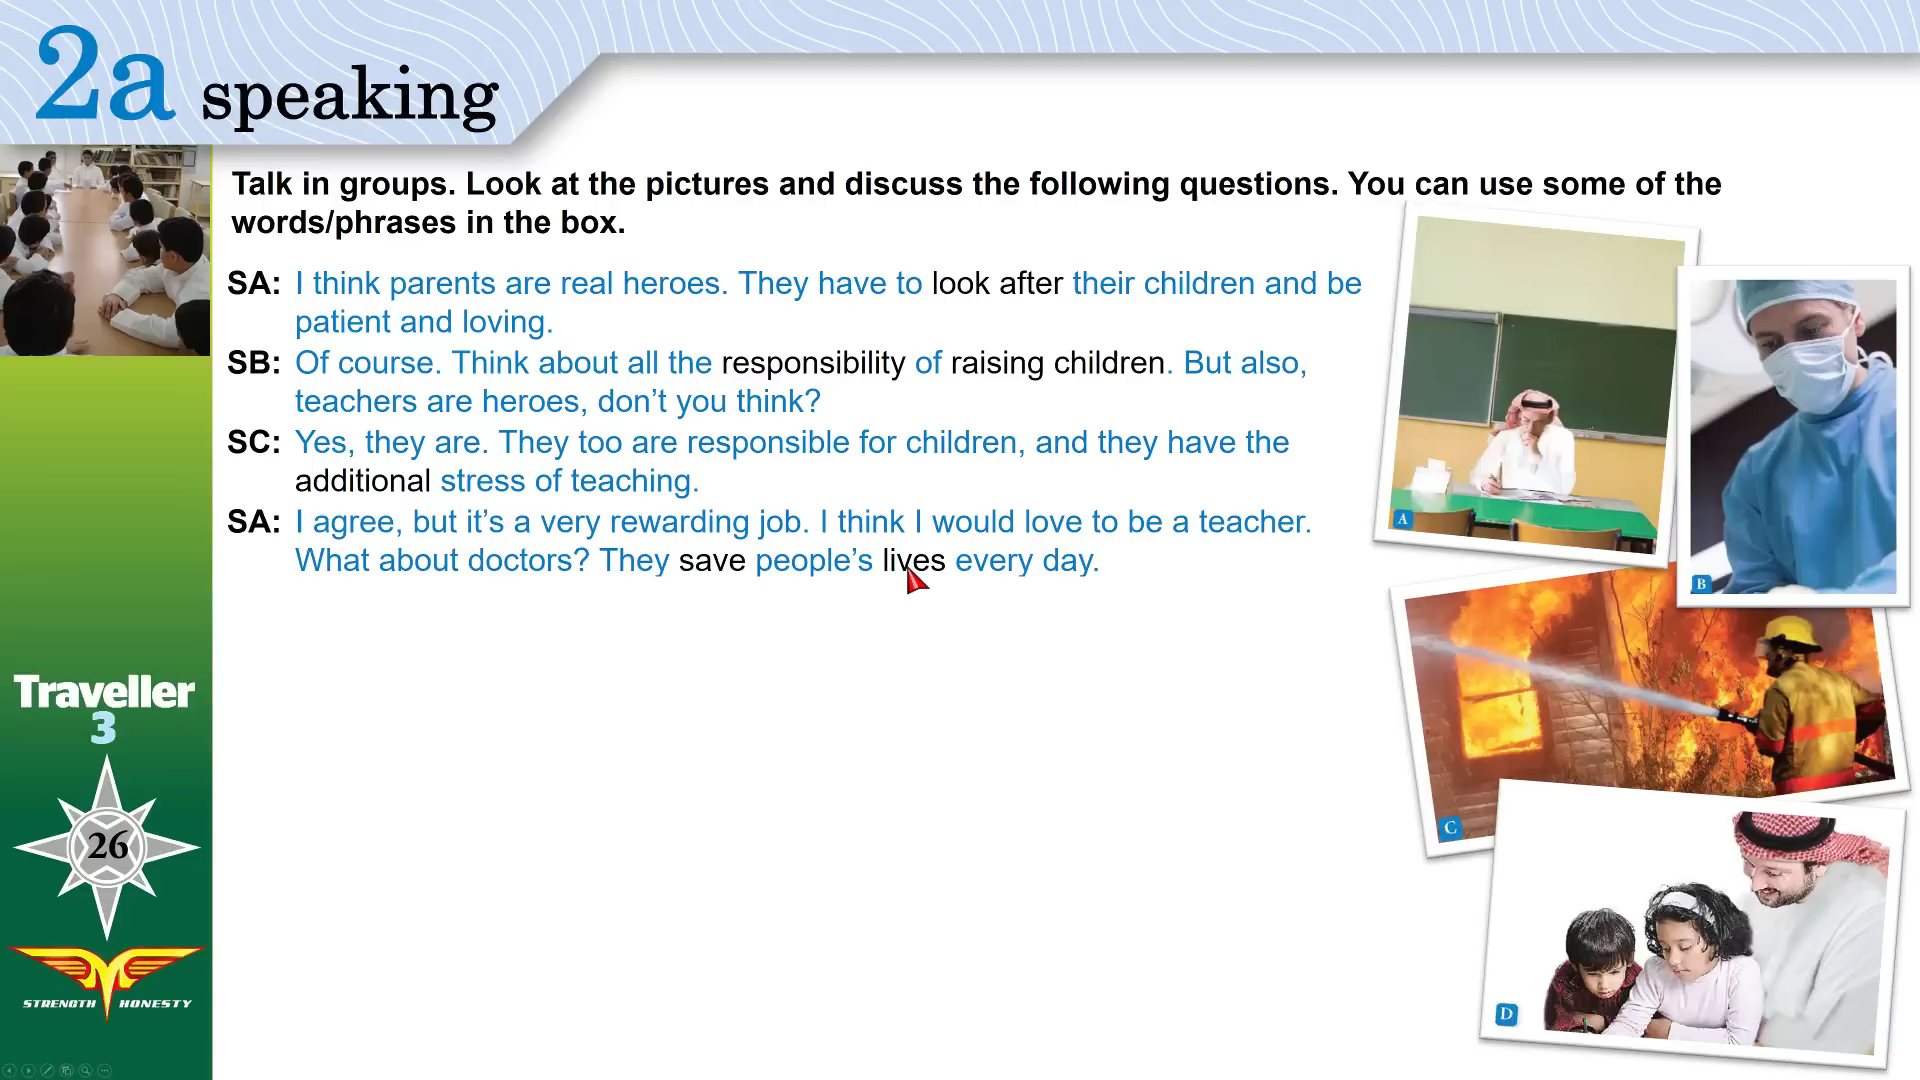 2a speaking
Talk in groups. Look at the pictures and discuss the following questions. You can use some of the
words/phrases in the box.
SA: I think parents are real heroes. They have to look after their children and be
patient and loving.
SB: Of course. Think about all the responsibility of raising children. But also,
teachers are heroes, don’t you think?
SC: Yes, they are. They too are responsible for children, and they have the
additional stress of teaching.
SA: I agree, but it’s a very rewarding job. I think I would love to be a teacher.
What about doctors? They save people’s lives every day.
A
B
C
D
Traveller
3
26
STRENGTH HONESTY